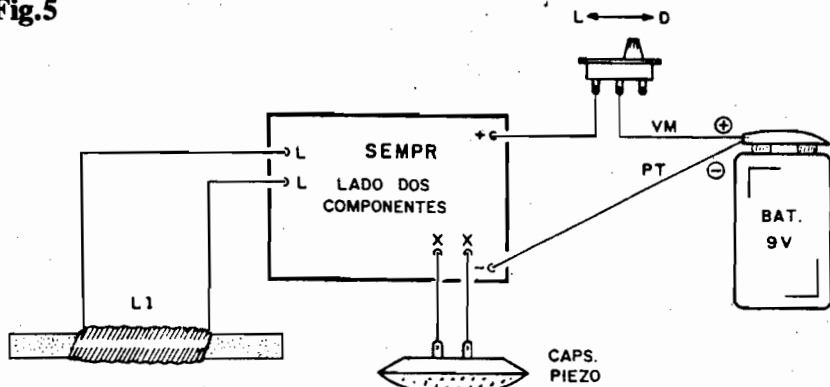 Fig.5
L D
VM +
PT -
BAT.
9V
+
L SEMPR
L LADO DOS
COMPONENTES
X X
-
L1
CAPS.
PIEZO